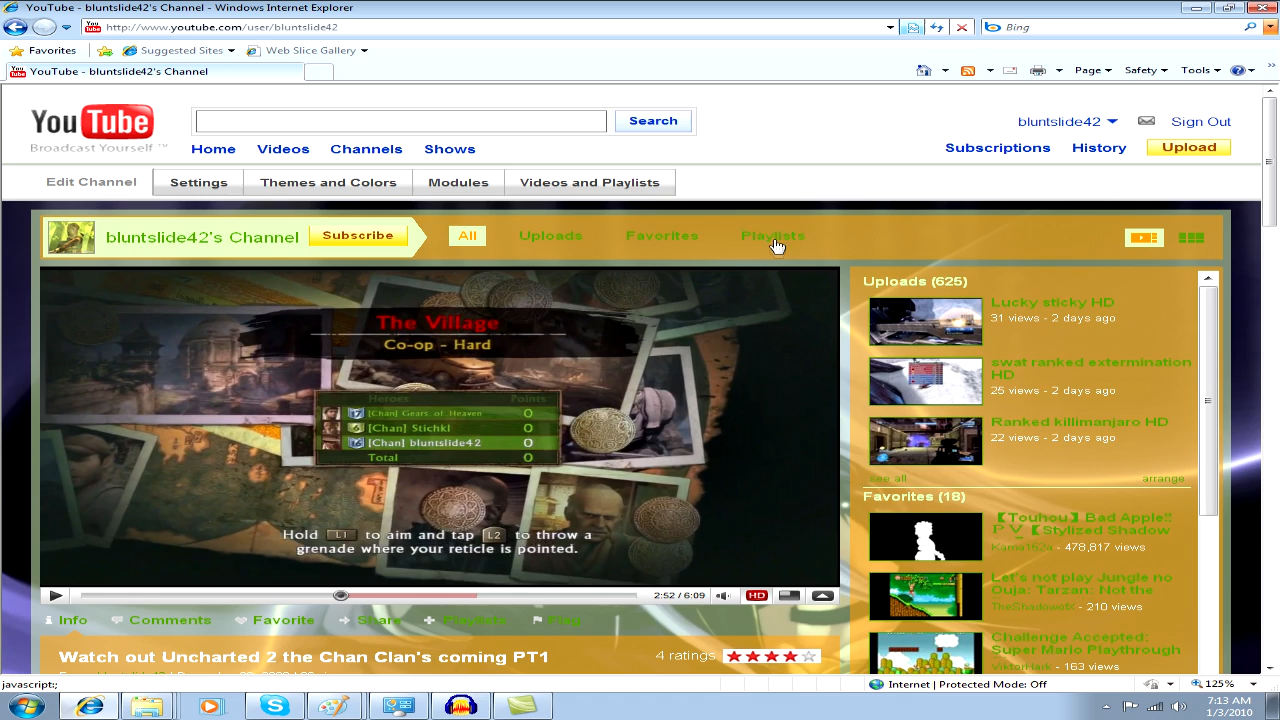 YouTube - bluntslide42's Channel - Windows Internet Explorer
http://www.youtube.com/user/bluntslide42
Bing
Favorites
Suggested Sites
Web Slice Gallery
YouTube - bluntslide42's Channel
Page
Safety
Tools
YouTube
Broadcast Yourself ™
Search
bluntslide42
Sign Out
Home
Videos
Channels
Shows
Subscriptions
History
Upload
Edit Channel
Settings
Themes and Colors
Modules
Videos and Playlists
bluntslide42's Channel
Subscribe
All
Uploads
Favorites
Playlists
The Village
Co-op - Hard
Heroes Points
[Chan] Gears_of_Heaven 0
[Chan] Stichkl 0
[Chan] bluntslide42 0
Total 0
Hold L1 to aim and tap L2 to throw a
grenade where your reticle is pointed.
2:52 / 6:09
HD
Info
Comments
Favorite
Share
Playlists
Flag
Watch out Uncharted 2 the Chan Clan's coming PT1
4 ratings
Uploads (625)
Lucky sticky HD
31 views - 2 days ago
swat ranked extermination
HD
25 views - 2 days ago
Ranked killimanjaro HD
22 views - 2 days ago
see all
arrange
Favorites (18)
【Touhou】Bad Apple!!
ＰＶ【Stylized Shadow
478,817 views
Let's not play Jungle no
Ouja: Tarzan: Not the
TheShadowofX - 210 views
Challenge Accepted:
Super Mario Playthrough
ViktorHark - 163 views
javascript:;
Internet | Protected Mode: Off
125%
7:13 AM
1/3/2010